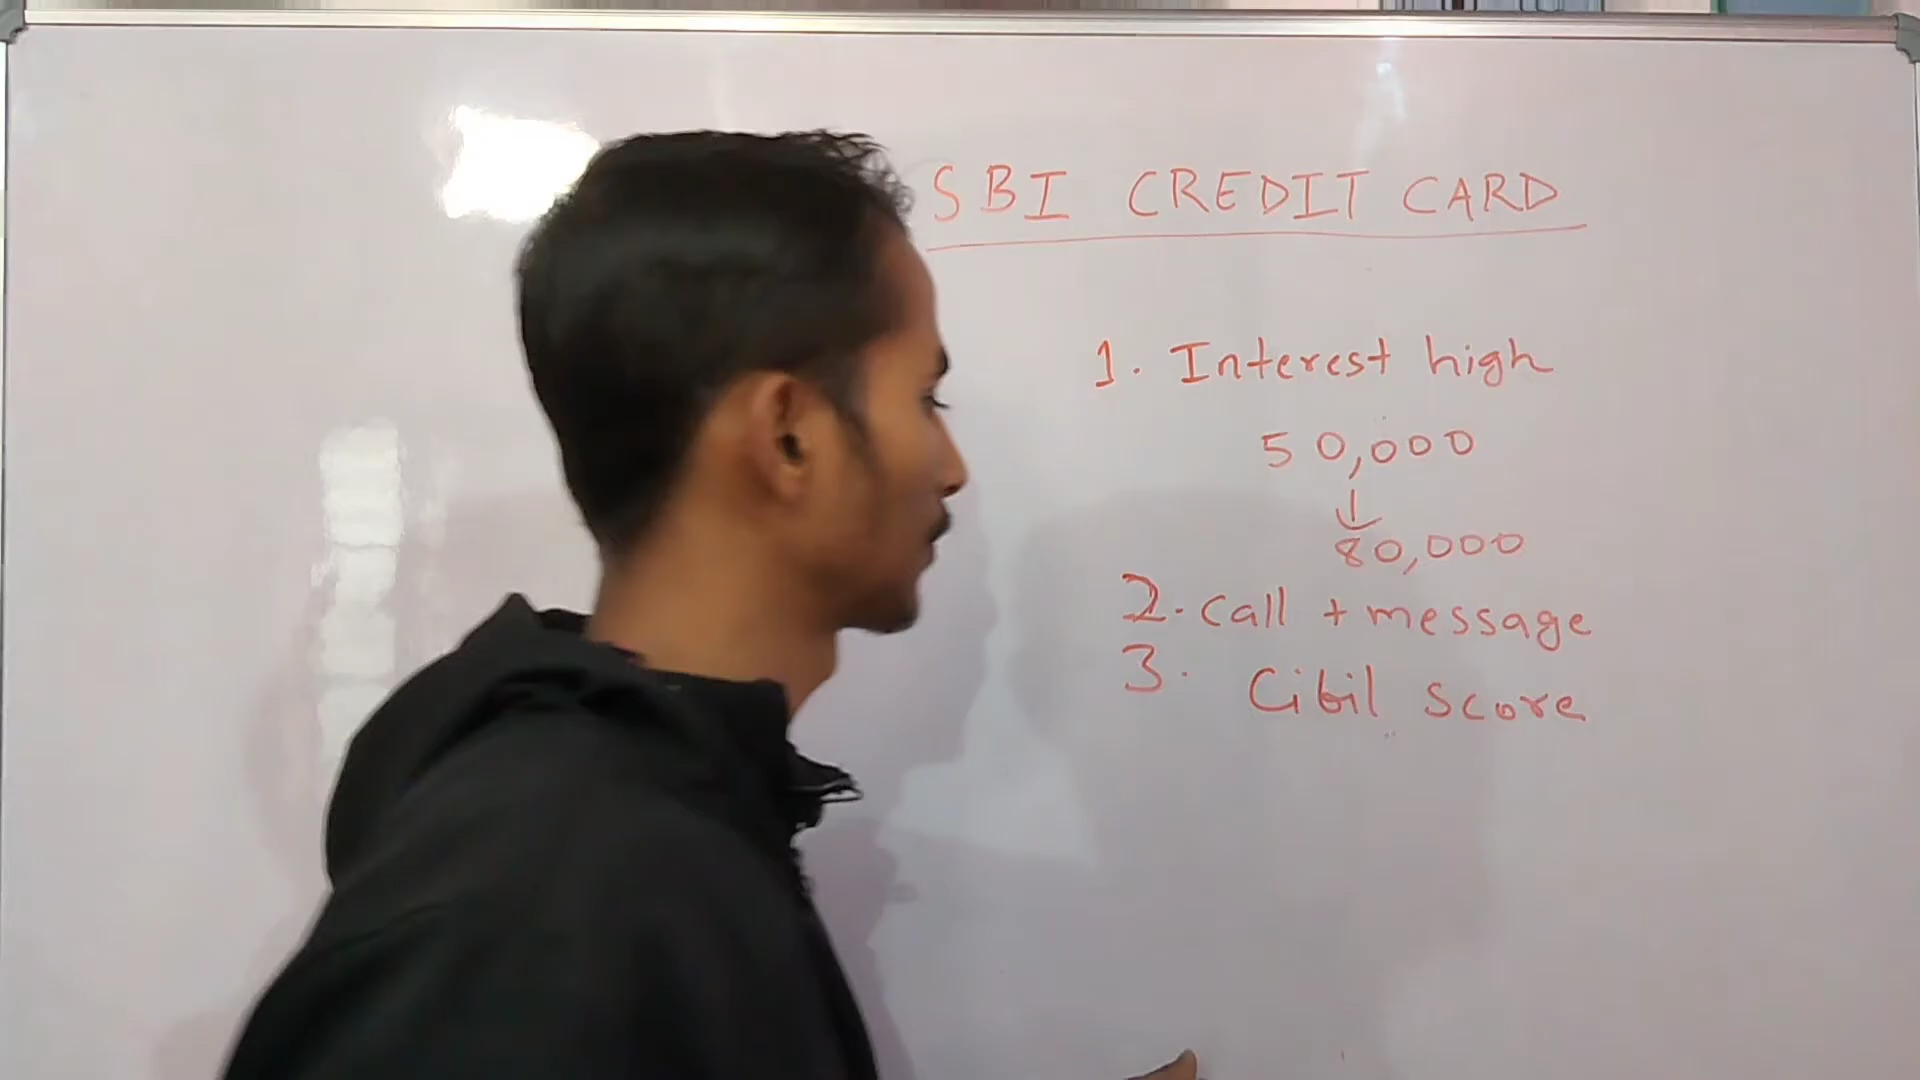 SBI CREDIT CARD
1. Interest high
50,000
↓
80,000
2. Call + message
3. Cibil Score